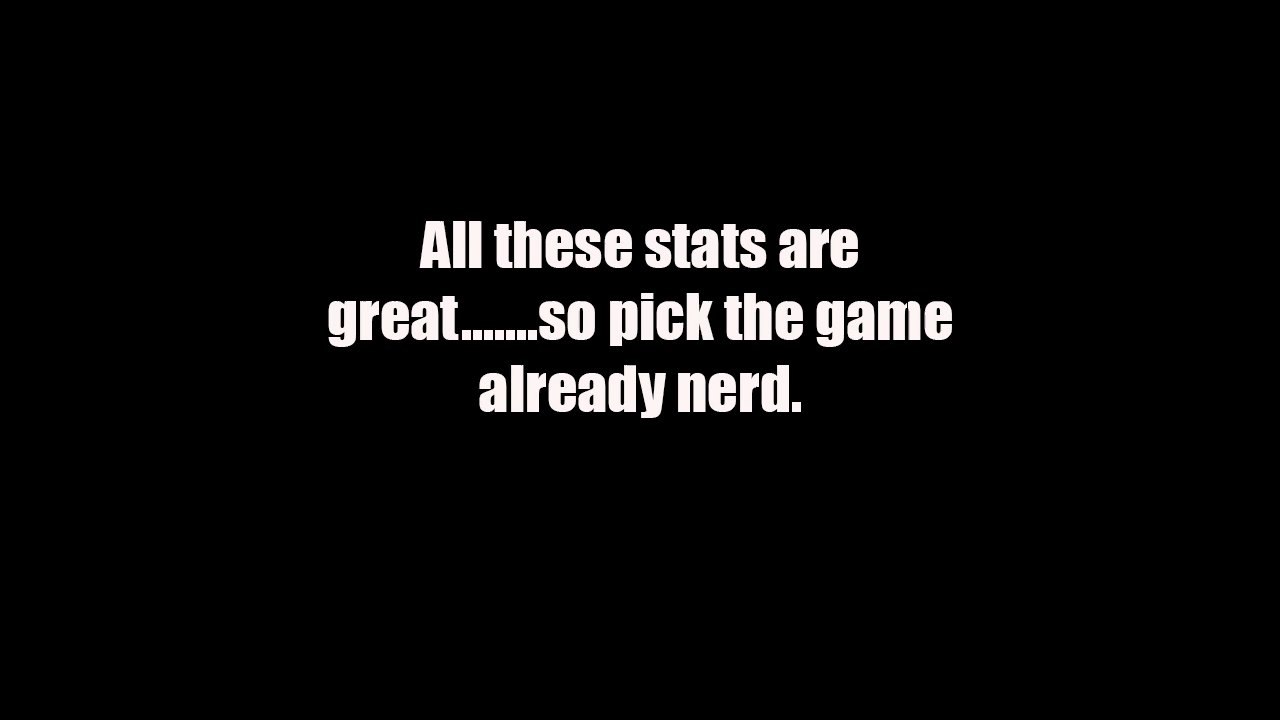 All these stats are
great.......so pick the game
already nerd.